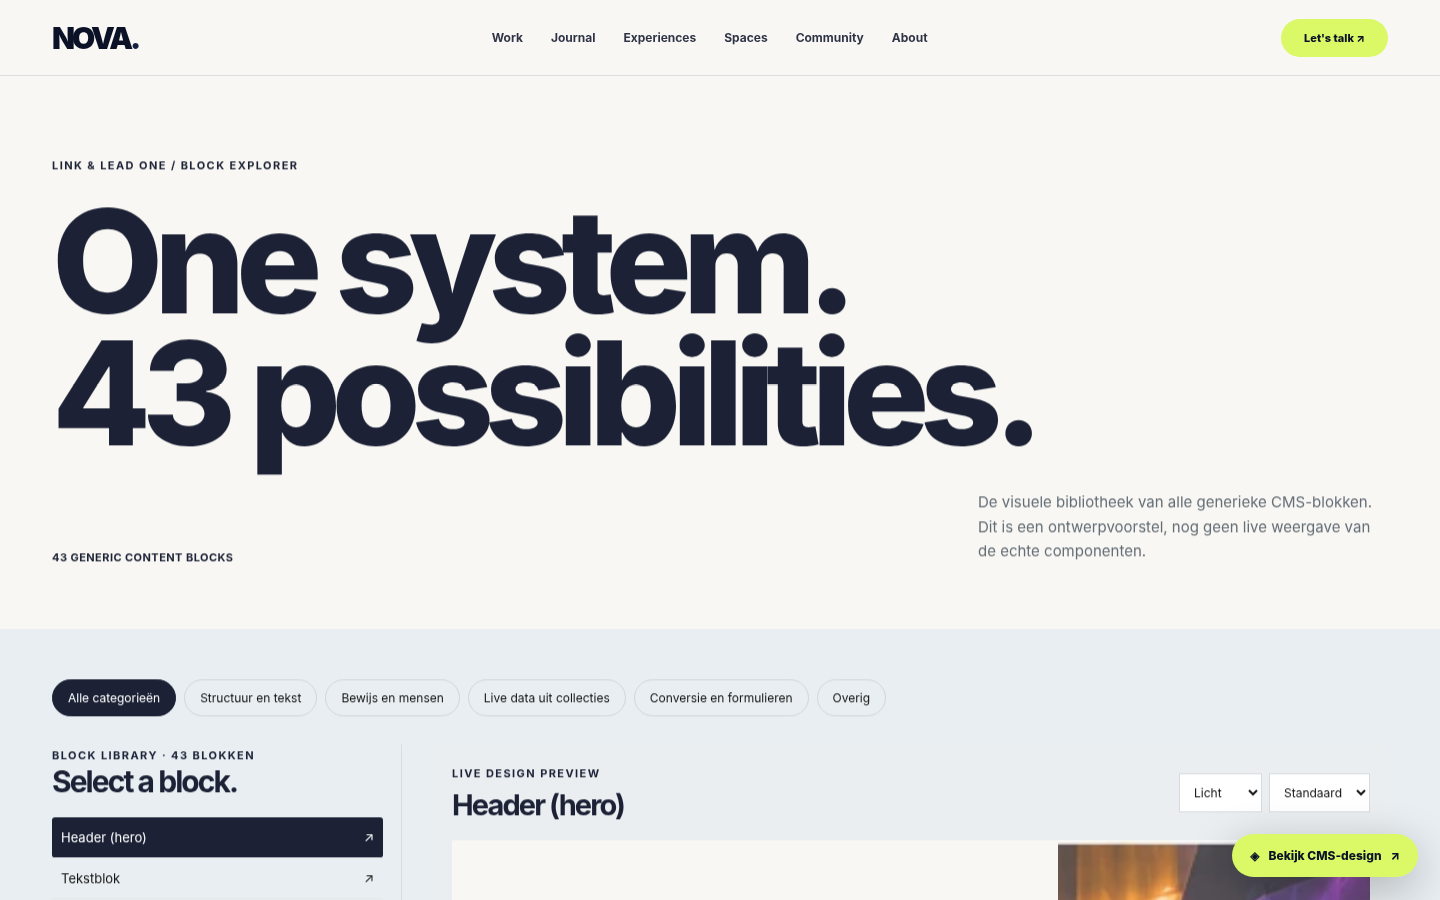 NOVA.
Work
Journal
Experiences
Spaces
Community
About
Let's talk ↗
LINK & LEAD ONE / BLOCK EXPLORER
One system.
43 possibilities.
De visuele bibliotheek van alle generieke CMS-blokken.
Dit is een ontwerpvoorstel, nog geen live weergave van
de echte componenten.
43 GENERIC CONTENT BLOCKS
Alle categorieën
Structuur en tekst
Bewijs en mensen
Live data uit collecties
Conversie en formulieren
Overig
BLOCK LIBRARY · 43 BLOKKEN
Select a block.
Header (hero) ↗
Tekstblok ↗
LIVE DESIGN PREVIEW
Header (hero)
Licht
Standaard
◈ Bekijk CMS-design ↗